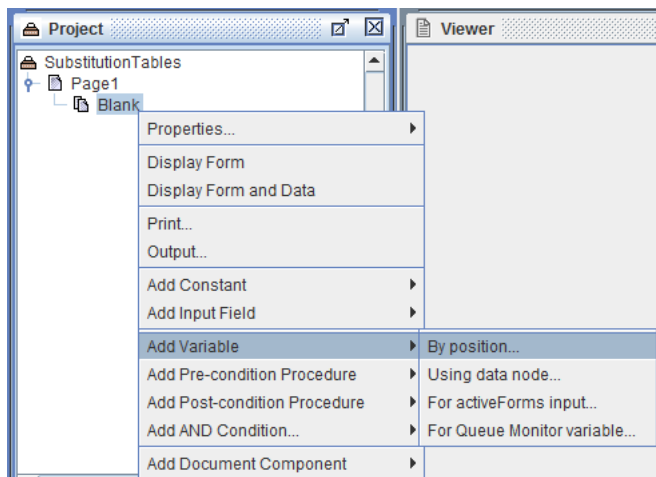 Project
Viewer
SubstitutionTables
Page1
Blank
Properties...
Display Form
Display Form and Data
Print...
Output...
Add Constant
Add Input Field
Add Variable
By position...
Add Pre-condition Procedure
Using data node...
Add Post-condition Procedure
For activeForms input...
Add AND Condition...
For Queue Monitor variable...
Add Document Component